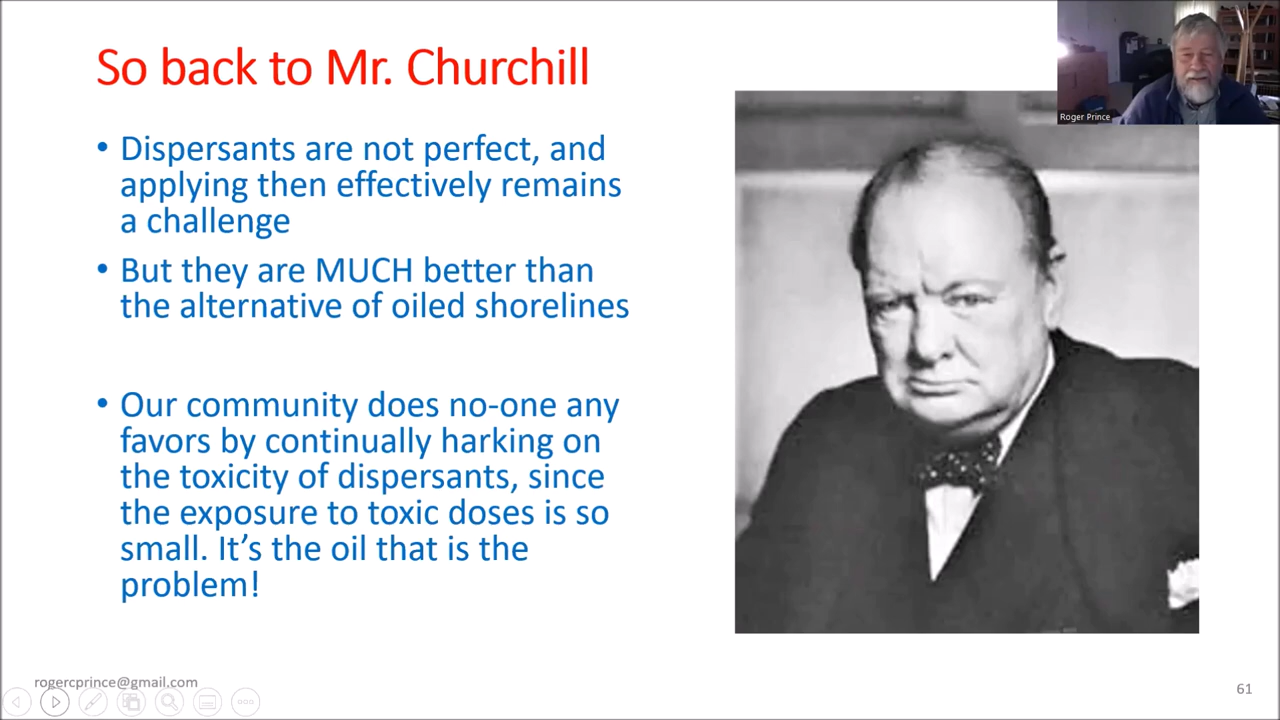 So back to Mr. Churchill
Roger Prince
• Dispersants are not perfect, and
applying then effectively remains
a challenge
• But they are MUCH better than
the alternative of oiled shorelines
• Our community does no-one any
favors by continually harking on
the toxicity of dispersants, since
the exposure to toxic doses is so
small. It’s the oil that is the
problem!
rogercprince@gmail.com
61